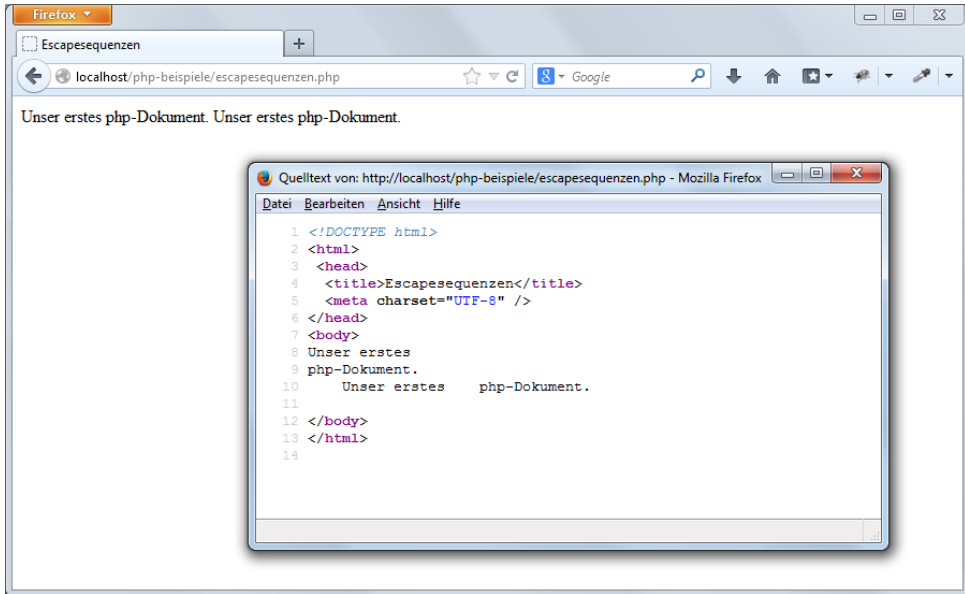 Firefox
Escapesequenzen
localhost/php-beispiele/escapesequenzen.php
8 Google
Unser erstes php-Dokument. Unser erstes php-Dokument.
Quelltext von: http://localhost/php-beispiele/escapesequenzen.php - Mozilla Firefox
Datei Bearbeiten Ansicht Hilfe
1 <!DOCTYPE html>
2 <html>
3 <head>
4 <title>Escapesequenzen</title>
5 <meta charset="UTF-8" />
6 </head>
7 <body>
8 Unser erstes
9 php-Dokument.
10 Unser erstes php-Dokument.
11
12 </body>
13 </html>
14